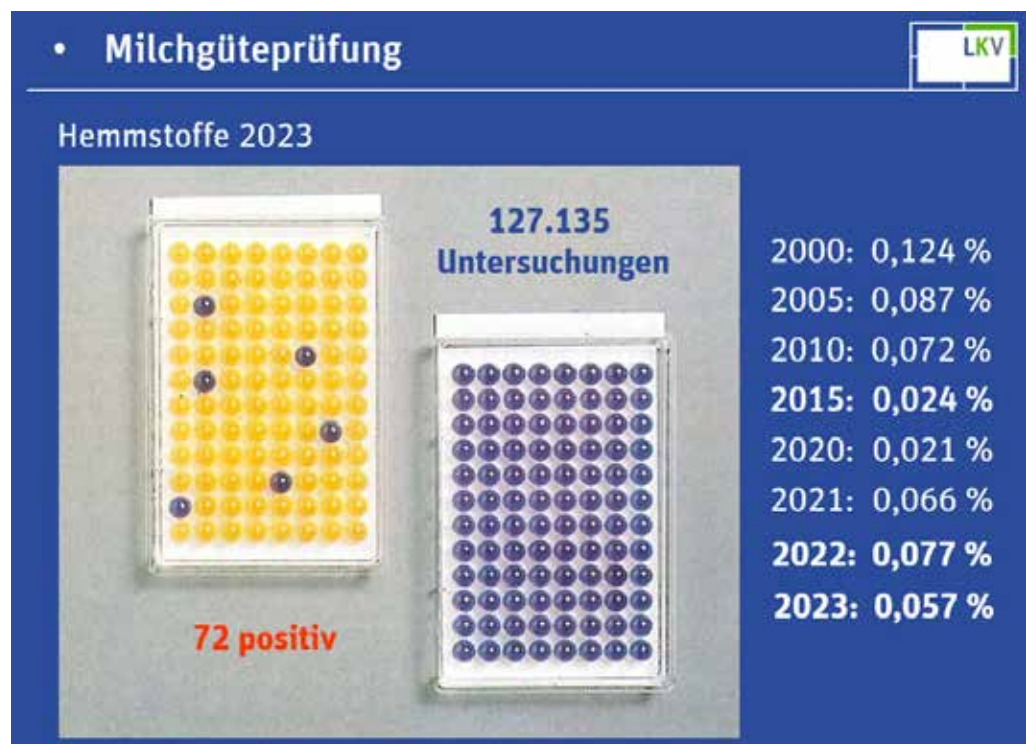 • Milchgüteprüfung
LKV
Hemmstoffe 2023
127.135
Untersuchungen
72 positiv
2000: 0,124 %
2005: 0,087 %
2010: 0,072 %
2015: 0,024 %
2020: 0,021 %
2021: 0,066 %
2022: 0,077 %
2023: 0,057 %